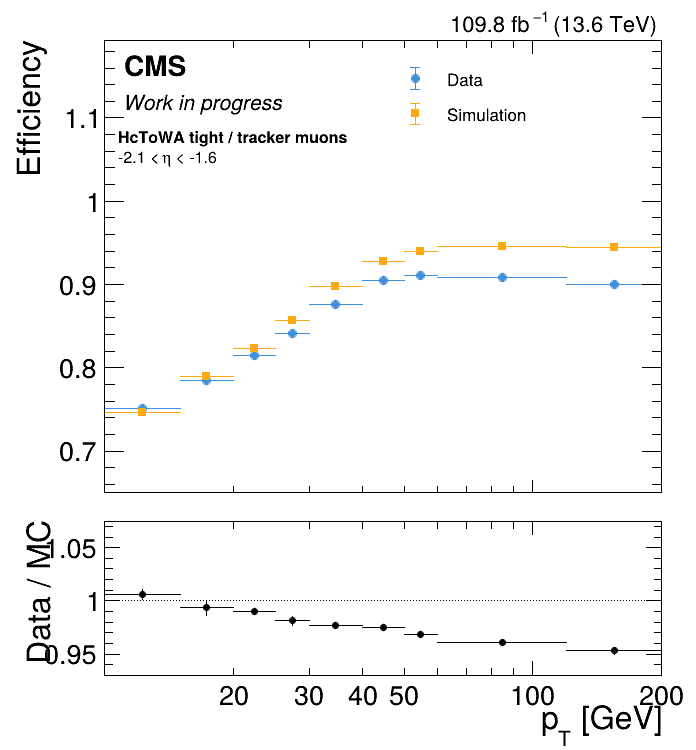 109.8 fb⁻¹ (13.6 TeV)
CMS
Work in progress
HcToWA tight / tracker muons
-2.1 < η < -1.6
Data
Simulation
Efficiency
1.1
1
0.9
0.8
0.7
Data / MC
1.05
1
0.95
20 30 40 50 100 200
p_T [GeV]